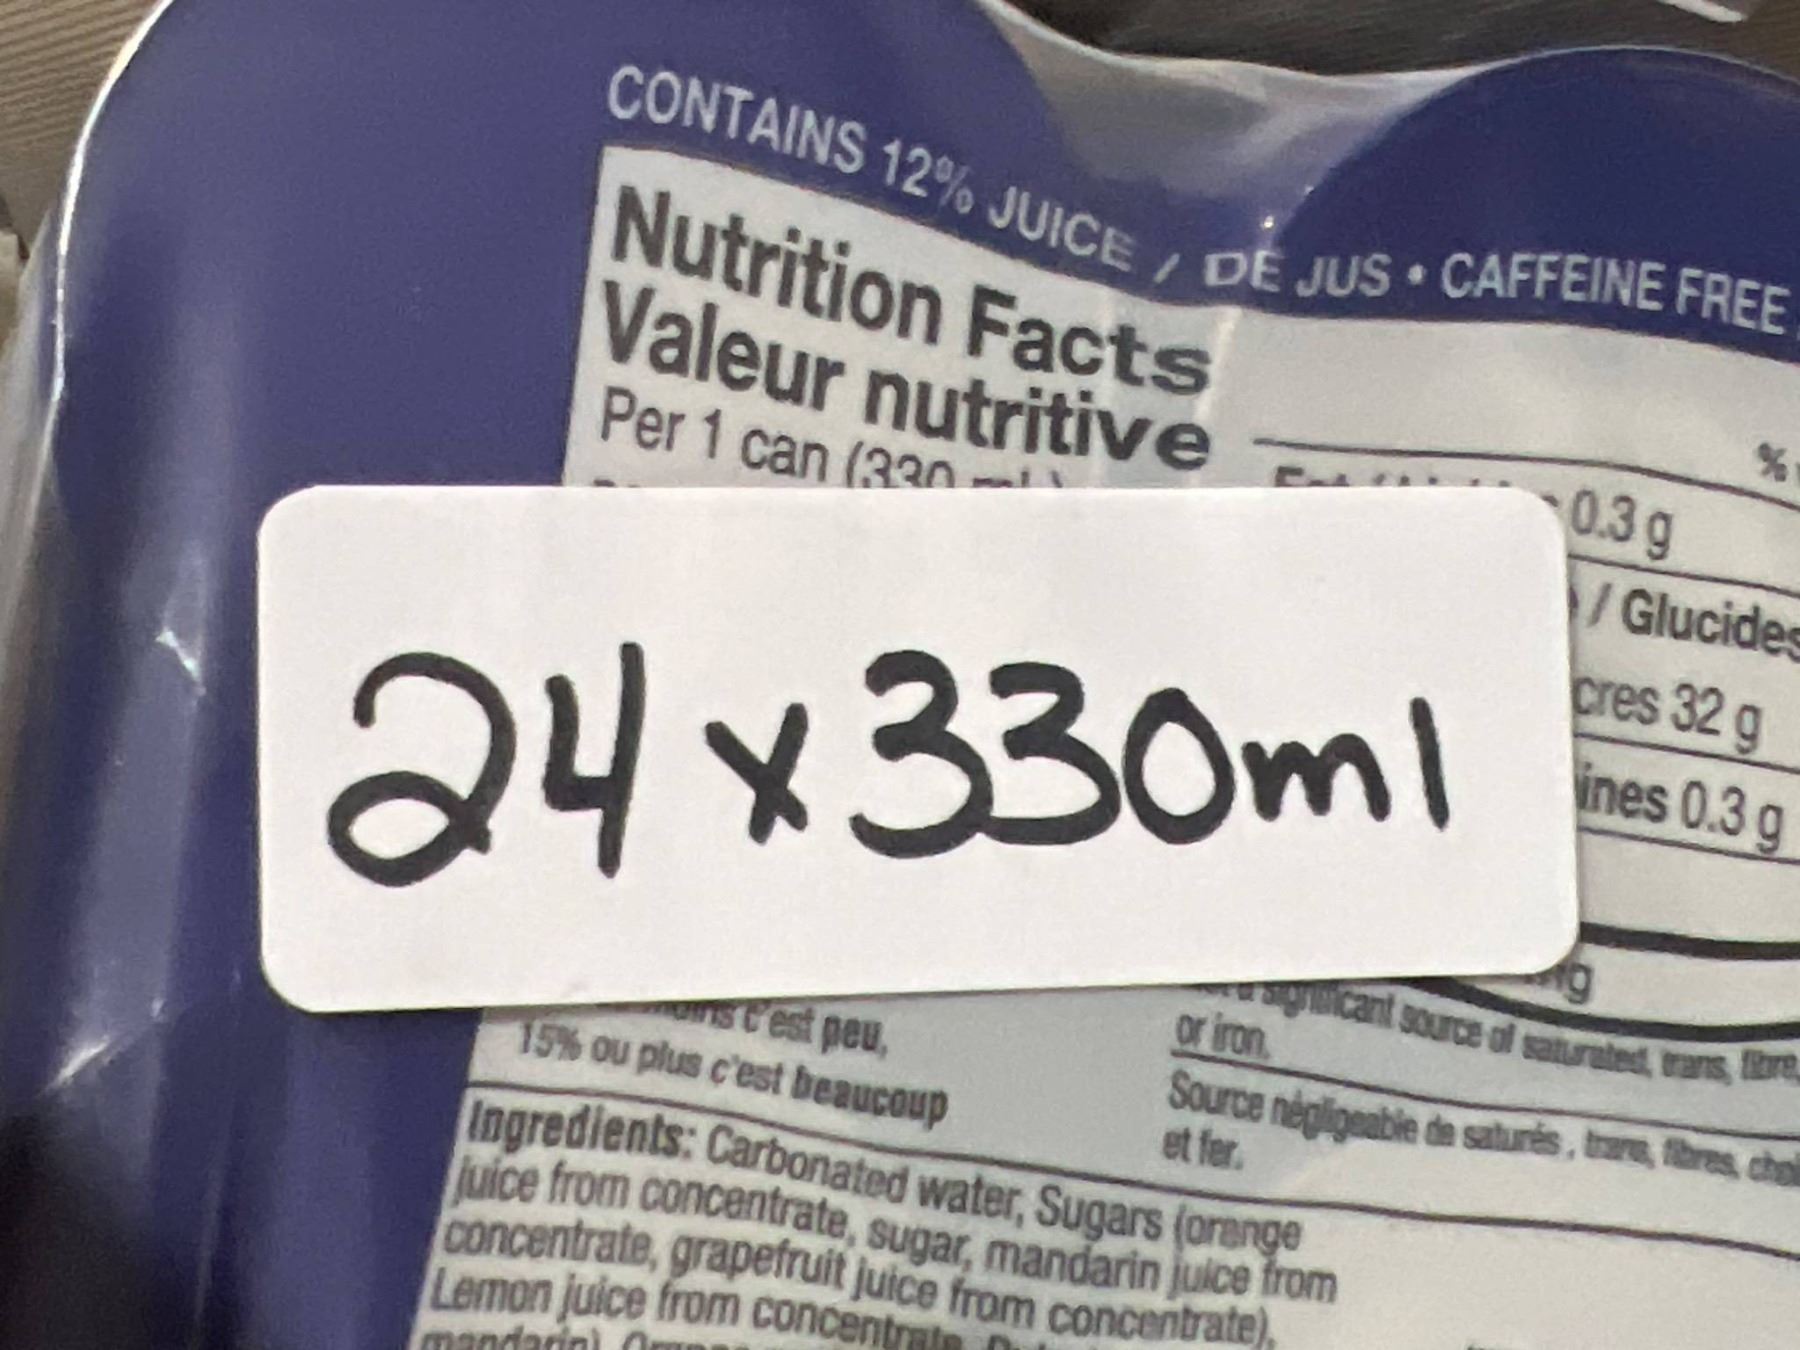 CONTAINS 12% JUICE / DE JUS • CAFFEINE FREE
Nutrition Facts
Valeur nutritive
Per 1 can (330 ml)
%
0.3 g
/ Glucides
cres 32 g
ines 0.3 g
24 x 330ml
c'est peu,
15% ou plus c'est beaucoup
significant source of saturated, trans, fibre,
or iron.
Source négligeable de saturés, trans, fibres,
et fer.
Ingredients: Carbonated water, Sugars (orange
juice from concentrate, sugar, mandarin juice from
concentrate, grapefruit juice from concentrate),
Lemon juice from concentrate
mandarin)